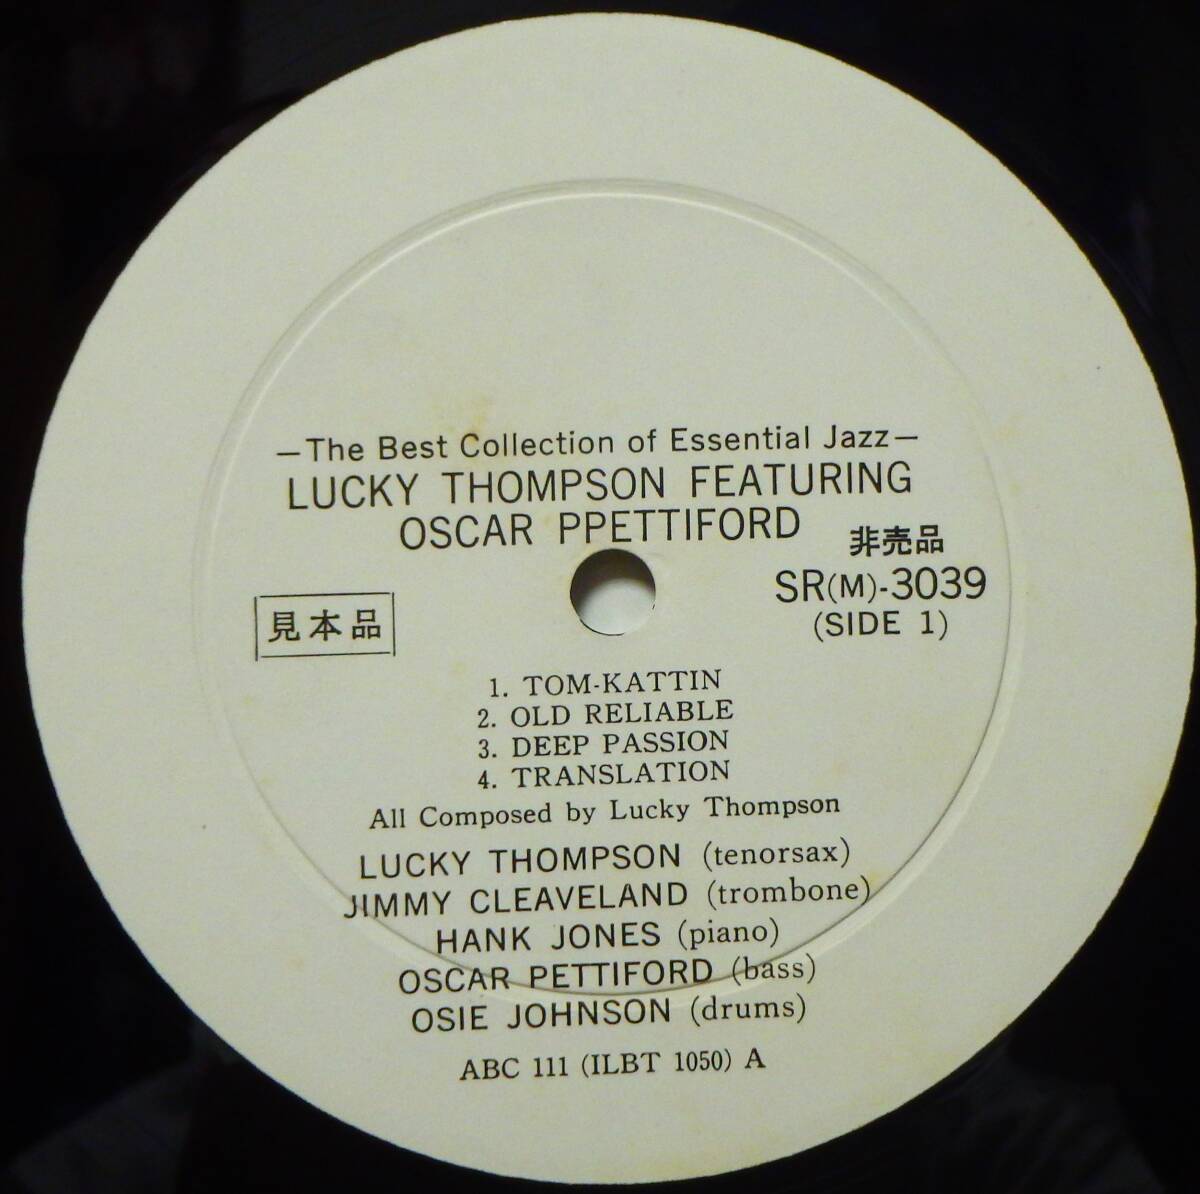 —The Best Collection of Essential Jazz—
LUCKY THOMPSON FEATURING
OSCAR PPETTIFORD
非売品
SR(M)-3039
(SIDE 1)
見本品
1. TOM-KATTIN
2. OLD RELIABLE
3. DEEP PASSION
4. TRANSLATION
All Composed by Lucky Thompson
LUCKY THOMPSON (tenorsax)
JIMMY CLEAVELAND (trombone)
HANK JONES (piano)
OSCAR PETTIFORD (bass)
OSIE JOHNSON (drums)
ABC 111 (ILBT 1050) A